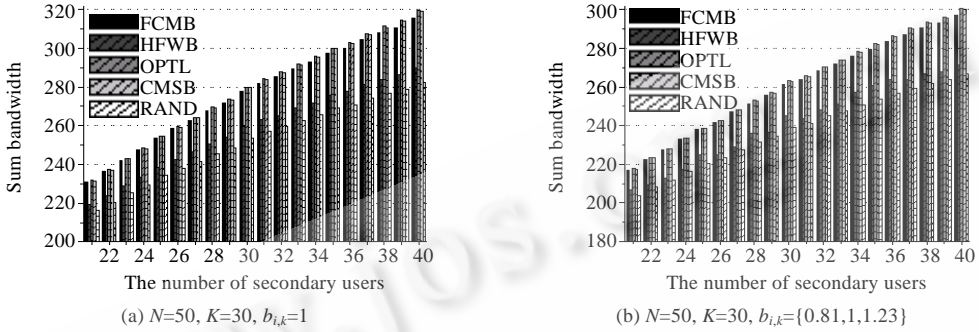 320
300
280
260
240
220
200
Sum bandwidth
FCMB
HFWB
OPTL
CMSB
RAND
22 24 26 28 30 32 34 36 38 40
The number of secondary users
(a) N=50, K=30, b_{i,k}=1
300
280
260
240
220
200
180
Sum bandwidth
FCMB
HFWB
OPTL
CMSB
RAND
22 24 26 28 30 32 34 36 38 40
The number of secondary users
(b) N=50, K=30, b_{i,k}={0.81,1,1.23}